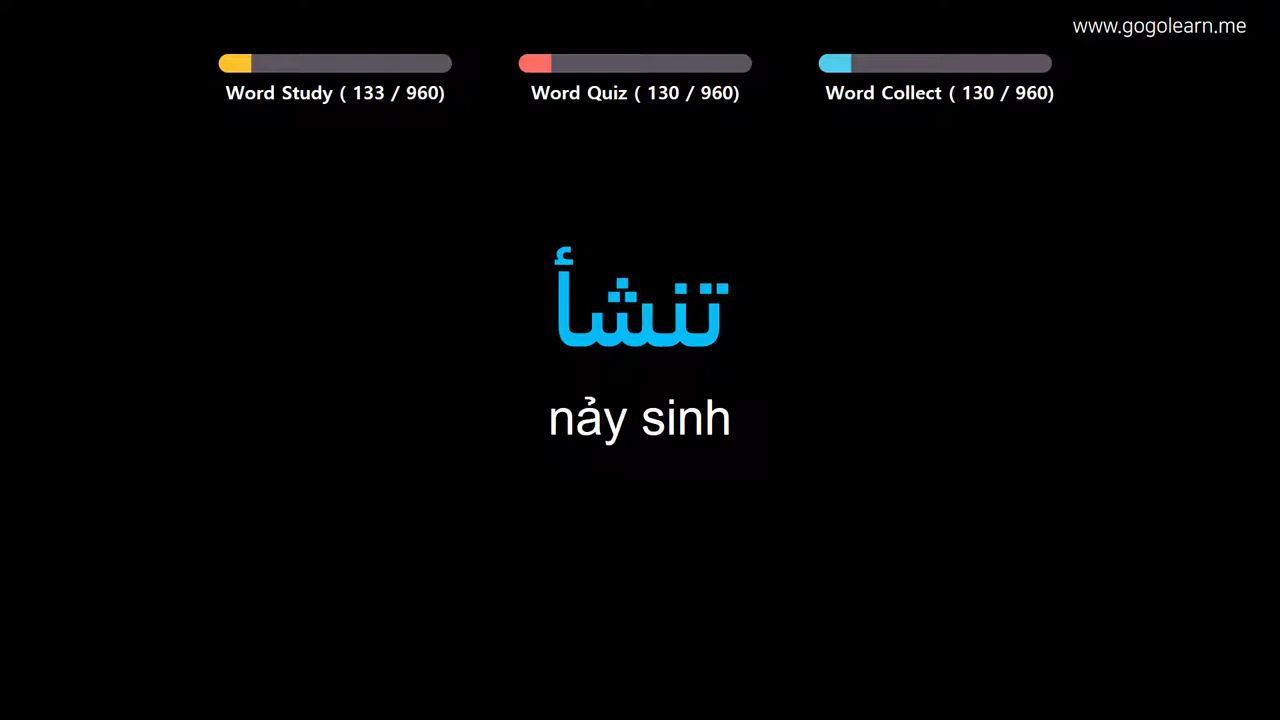 www.gogolearn.me
Word Study ( 133 / 960)
Word Quiz ( 130 / 960)
Word Collect ( 130 / 960)
تنشأ
nảy sinh